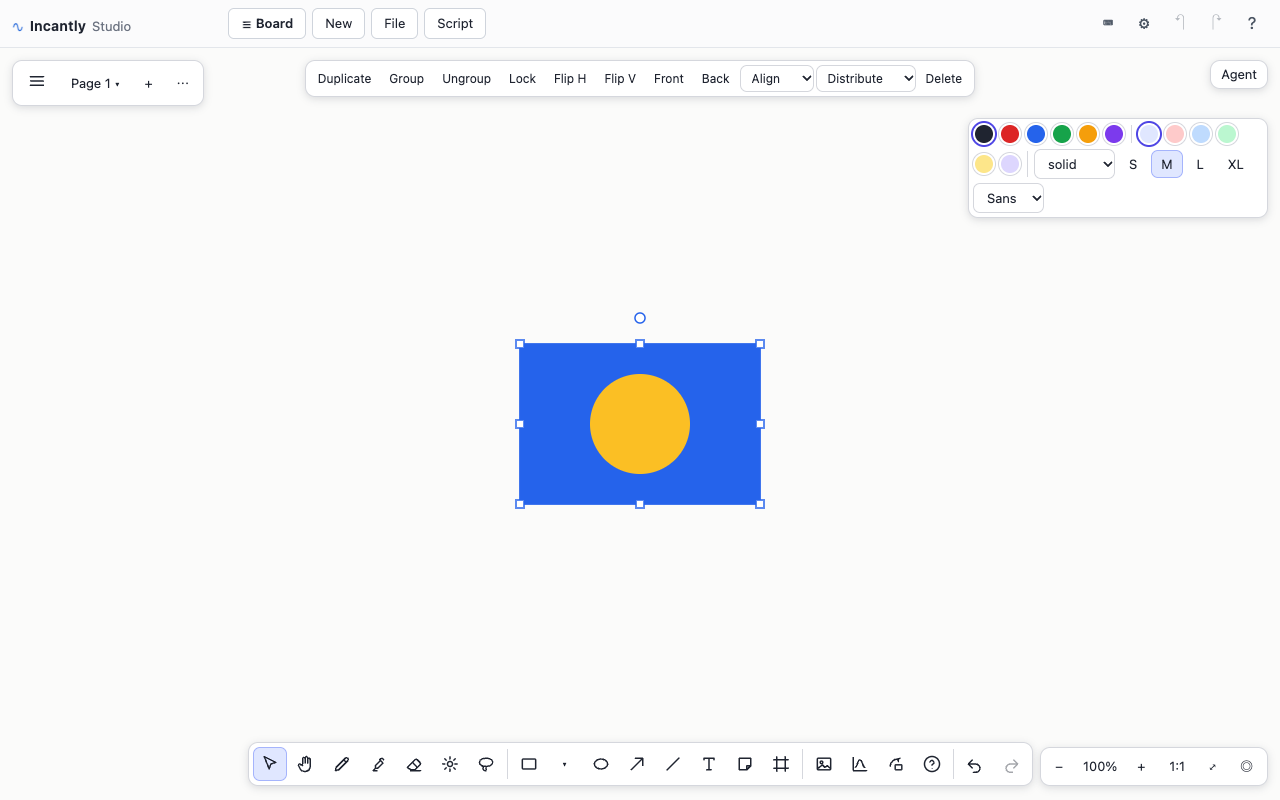 Incantly Studio
Board New File Script
?
Page 1 + ...
Duplicate Group Ungroup Lock Flip H Flip V Front Back Align Distribute Delete
Agent
solid S M L XL
Sans
− 100% + 1:1